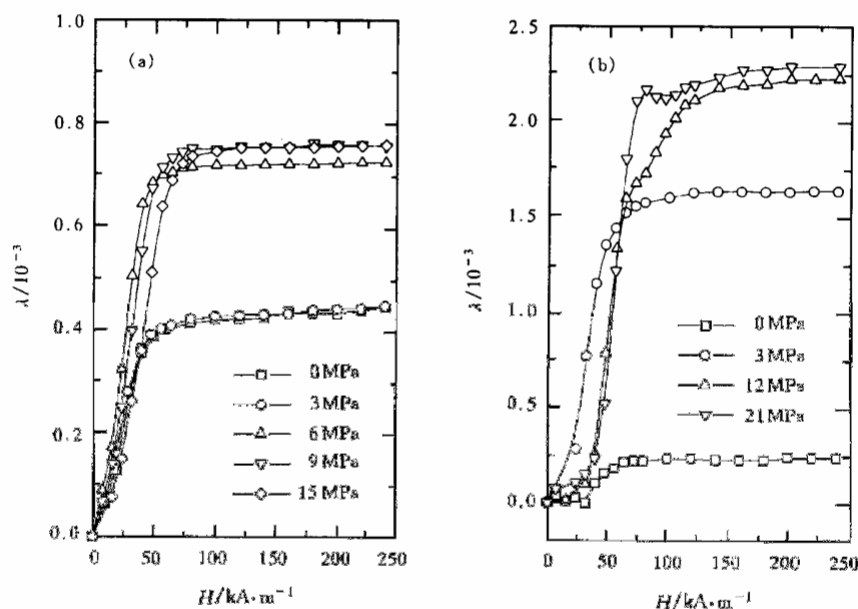 (a)
1.0
0.8
0.6
0.4
0.2
0.0
λ/10⁻³
0 MPa
3 MPa
6 MPa
9 MPa
15 MPa
0 50 100 150 200 250
H/kA·m⁻¹
(b)
2.5
2.0
1.5
1.0
0.5
0.0
λ/10⁻³
0 MPa
3 MPa
12 MPa
21 MPa
0 50 100 150 200 250
H/kA·m⁻¹